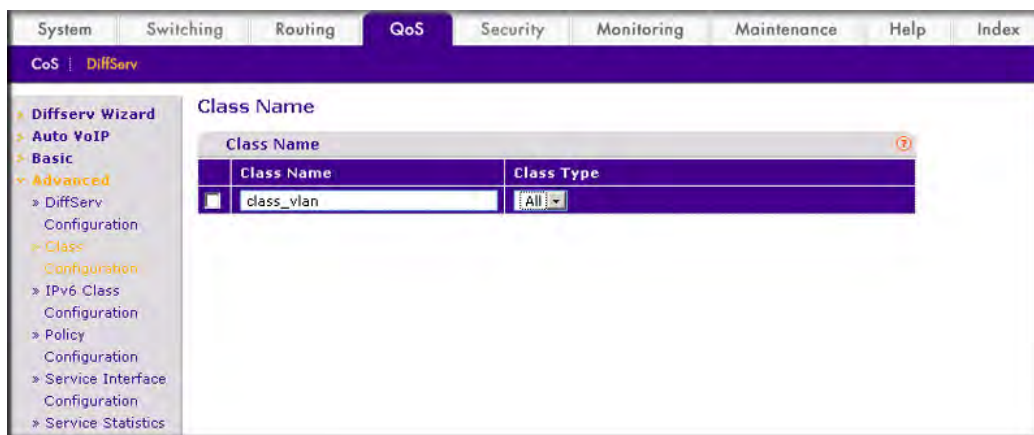 System Switching Routing QoS Security Monitoring Maintenance Help Index
CoS | DiffServ
Diffserv Wizard
Auto VoIP
Basic
Advanced
» DiffServ
Configuration
Class
Configuration
» IPv6 Class
Configuration
» Policy
Configuration
» Service Interface
Configuration
» Service Statistics
Class Name
Class Name ?
Class Name Class Type
class_vlan All